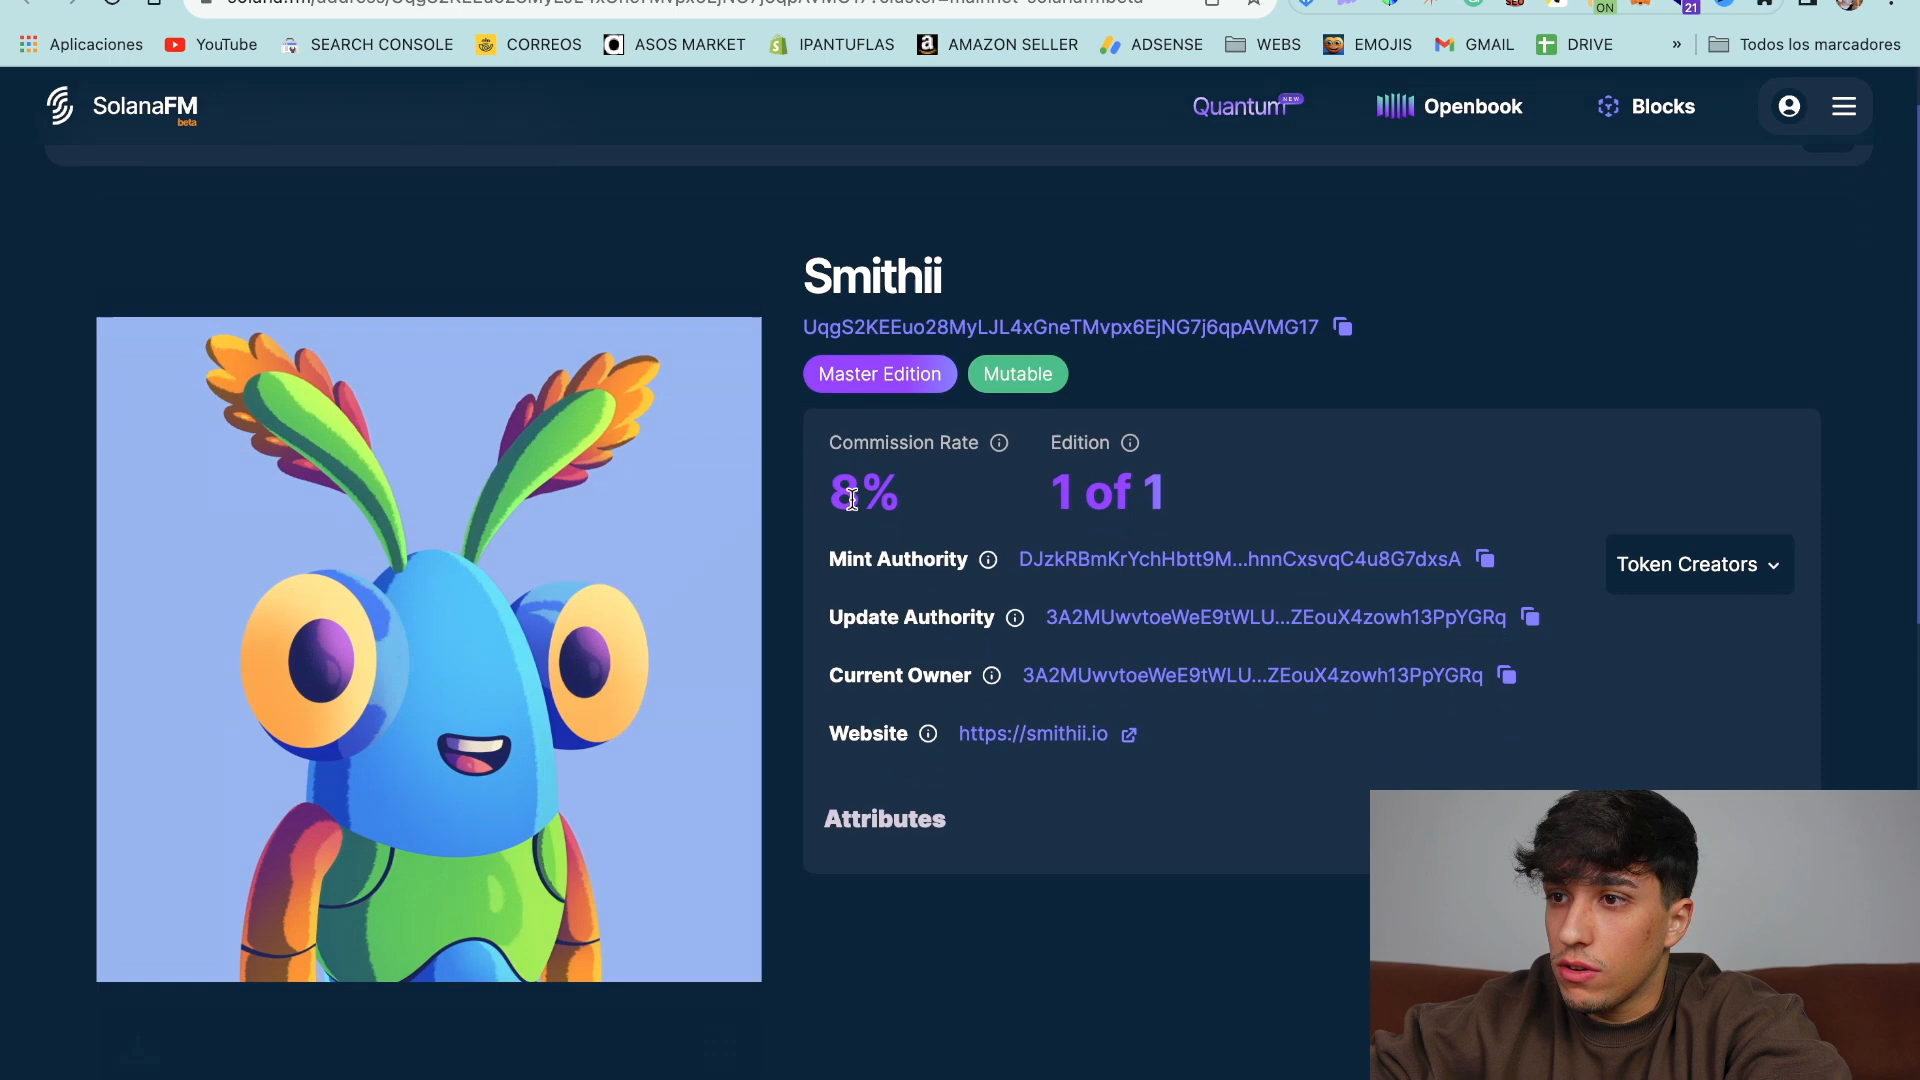 Aplicaciones YouTube SEARCH CONSOLE CORREOS ASOS MARKET IPANTUFLAS AMAZON SELLER ADSENSE WEBS EMOJIS GMAIL DRIVE » Todos los marcadores
ON
21
SolanaFM
beta
Quantum NEW
Openbook
Blocks
Smithii
UqgS2KEEuo28MyLJL4xGneTMvpx6EjNG7j6qpAVMG17
Master Edition Mutable
Commission Rate Edition
8% 1 of 1
Mint Authority DJzkRBmKrYchHbtt9M...hnnCxsvqC4u8G7dxsA
Token Creators
Update Authority 3A2MUwvtoeWeE9tWLU...ZEouX4zowh13PpYGRq
Current Owner 3A2MUwvtoeWeE9tWLU...ZEouX4zowh13PpYGRq
Website https://smithii.io
Attributes